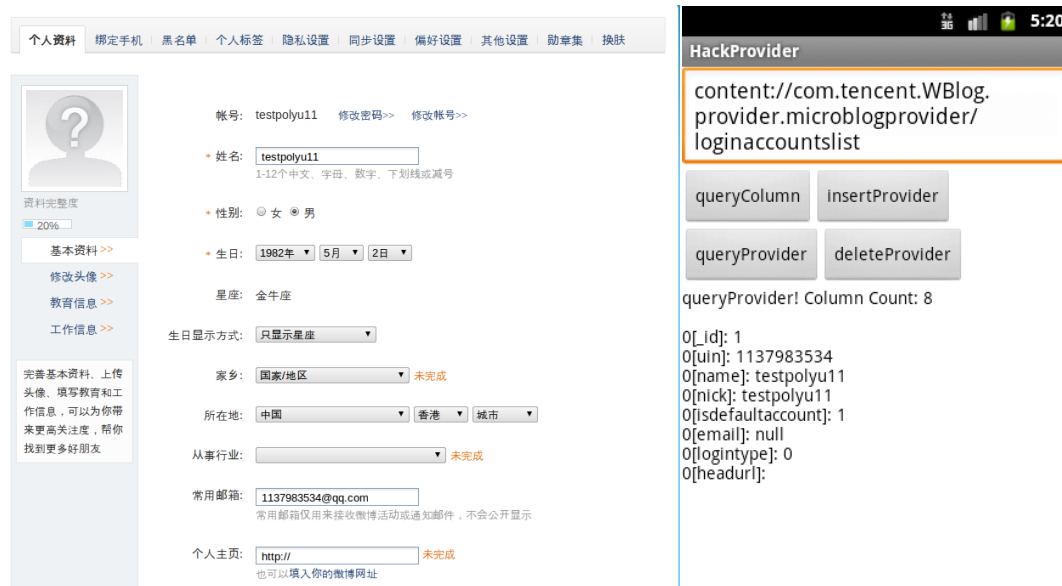 个人资料 绑定手机 黑名单 个人标签 隐私设置 同步设置 偏好设置 其他设置 勋章集 换肤
资料完整度
20%
基本资料>>
修改头像>>
教育信息>>
工作信息>>
完善基本资料、上传
头像、填写教育和工
作信息，可以为你带
来更高关注度，帮你
找到更多好朋友
帐号: testpolyu11 修改密码>> 修改帐号>>
* 姓名: testpolyu11
1-12个中文、字母、数字、下划线或减号
* 性别: 女 男
* 生日: 1982年 5月 2日
星座: 金牛座
生日显示方式: 只显示星座
家乡: 国家/地区 未完成
所在地: 中国 香港 城市
从事行业: 未完成
常用邮箱: 1137983534@qq.com
常用邮箱仅用来接收微博活动或通知邮件，不会公开显示
个人主页: http:// 未完成
也可以填入你的微博网址
3G 5:20
HackProvider
content://com.tencent.WBlog.
provider.microblogprovider/
loginaccountslist
queryColumn insertProvider
queryProvider deleteProvider
queryProvider! Column Count: 8
0[_id]: 1
0[uin]: 1137983534
0[name]: testpolyu11
0[nick]: testpolyu11
0[isdefaultaccount]: 1
0[email]: null
0[logintype]: 0
0[headurl]: